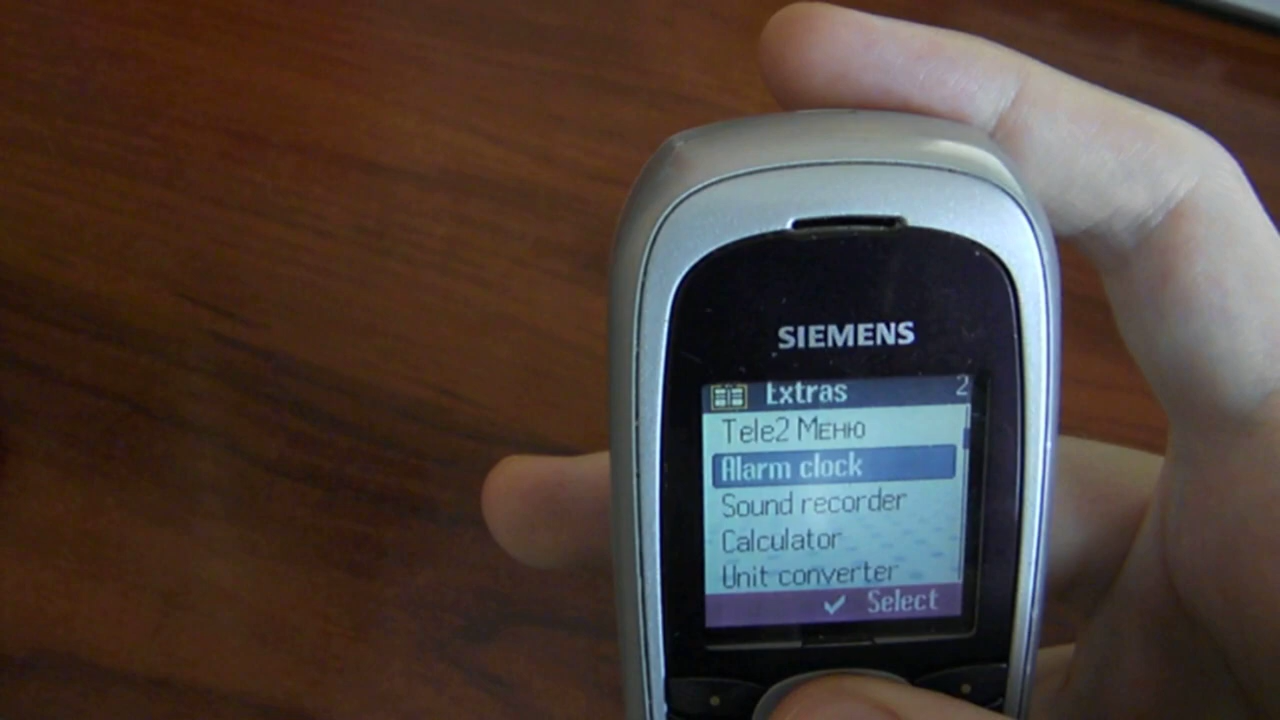 SIEMENS
Extras 2
Tele2 Меню
Alarm clock
Sound recorder
Calculator
Unit converter
Select